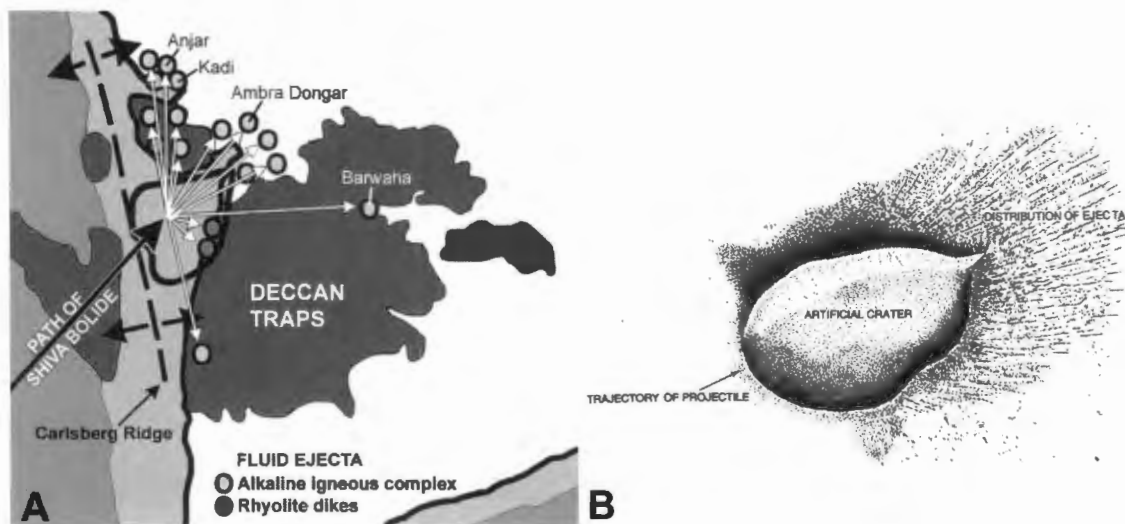 Anjar
Kadi
Ambra Dongar
Barwaha
PATH OF
SHIVA BOLIDE
DECCAN
TRAPS
Carlsberg Ridge
FLUID EJECTA
Alkaline igneous complex
Rhyolite dikes
A
DISTRIBUTION OF EJECTA
ARTIFICIAL CRATER
TRAJECTORY OF PROJECTILE
B